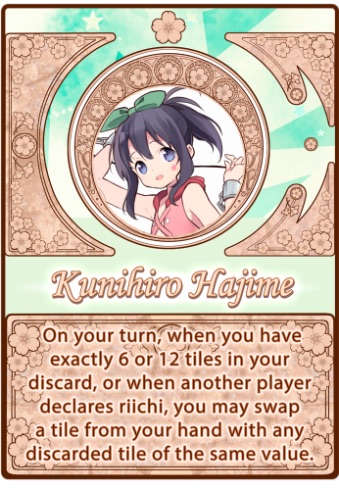 Kunihiro Hajime
On your turn, when you have
exactly 6 or 12 tiles in your
discard, or when another player
declares riichi, you may swap
a tile from your hand with any
discarded tile of the same value.